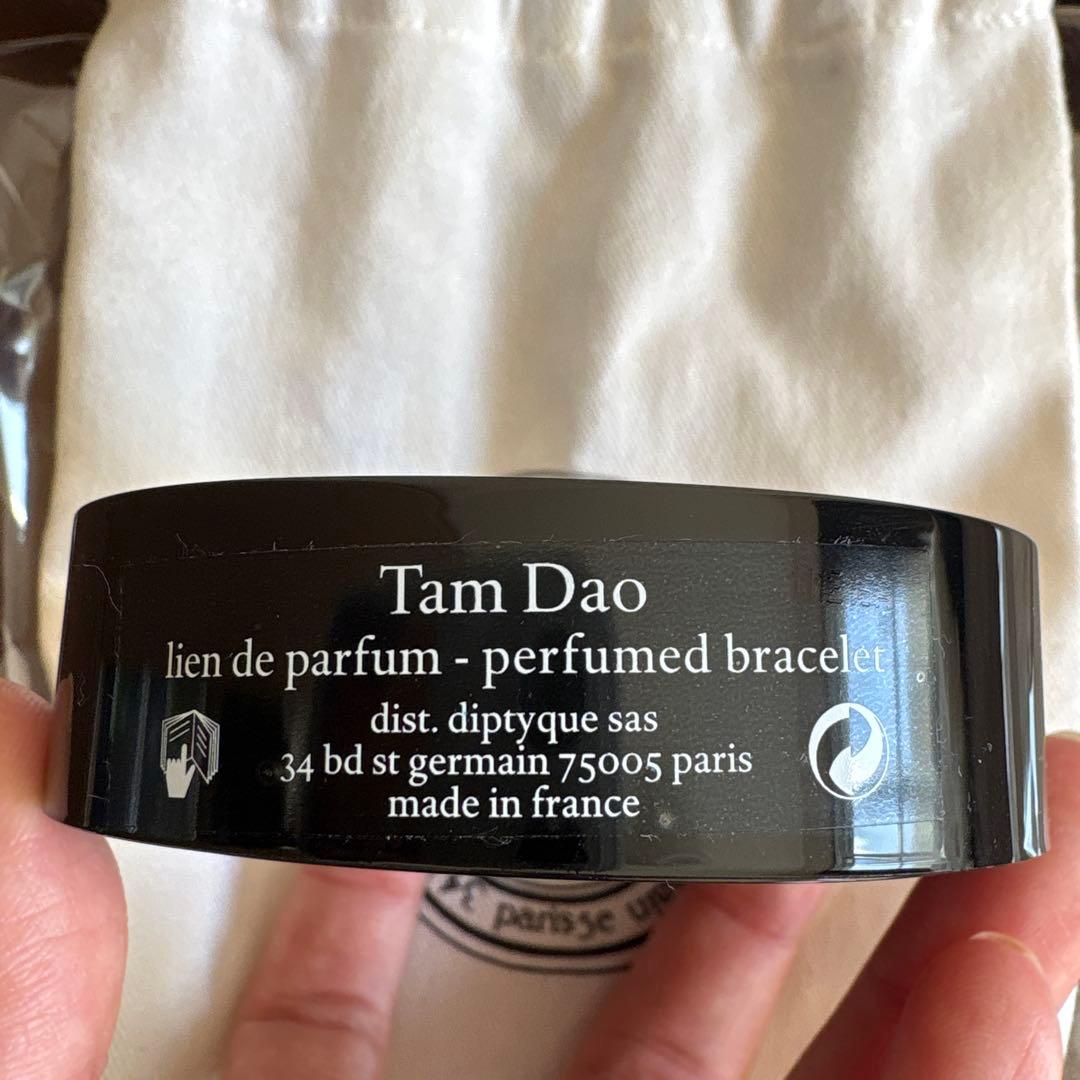 Tam Dao
lien de parfum - perfumed bracelet
dist. diptyque sas
34 bd st germain 75005 paris
made in france
paris5e